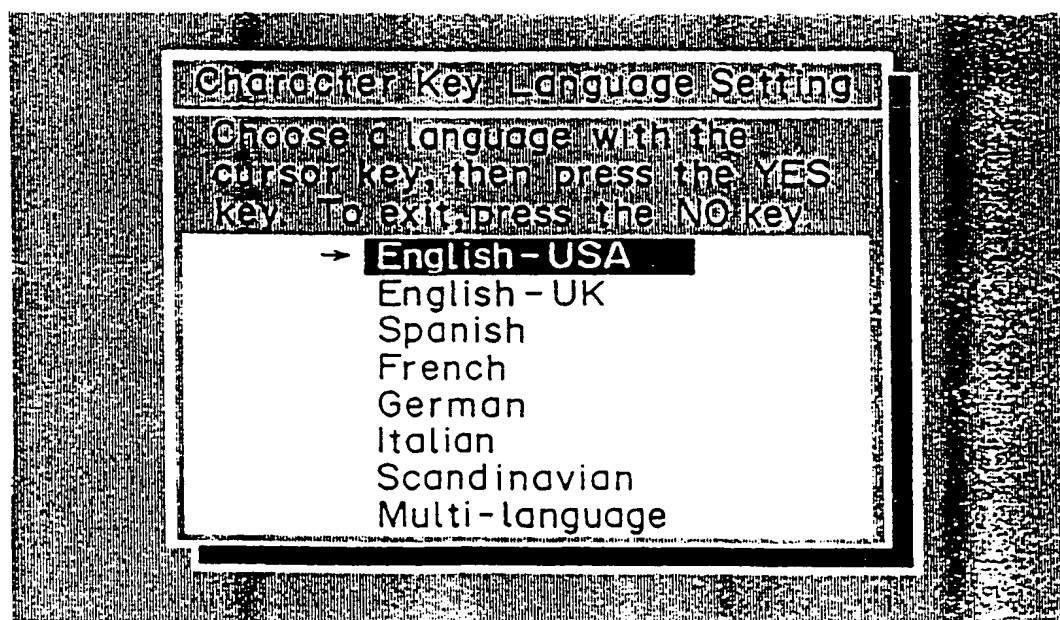 Character Key Language Setting
Choose a language with the
cursor key, then press the YES
key. To exit, press the NO key.
→ English-USA
English-UK
Spanish
French
German
Italian
Scandinavian
Multi-language